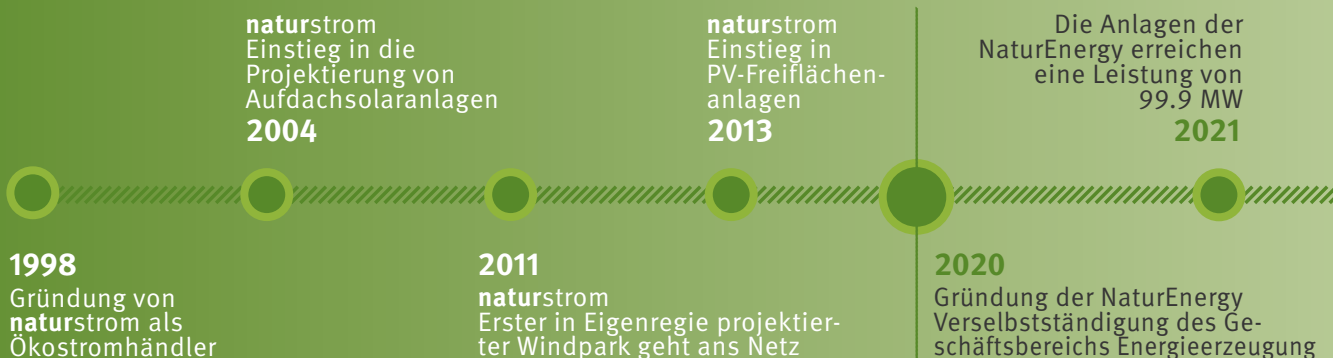 1998
Gründung von
naturstrom als
Ökostromhändler
naturstrom
Einstieg in die
Projektierung von
Aufdachsolaranlagen
2004
2011
naturstrom
Erster in Eigenregie projektier-
ter Windpark geht ans Netz
naturstrom
Einstieg in
PV-Freiflächen-
anlagen
2013
2020
Gründung der NaturEnergy
Verselbstständigung des Ge-
schäftsbereichs Energieerzeugung
Die Anlagen der
NaturEnergy erreichen
eine Leistung von
99.9 MW
2021